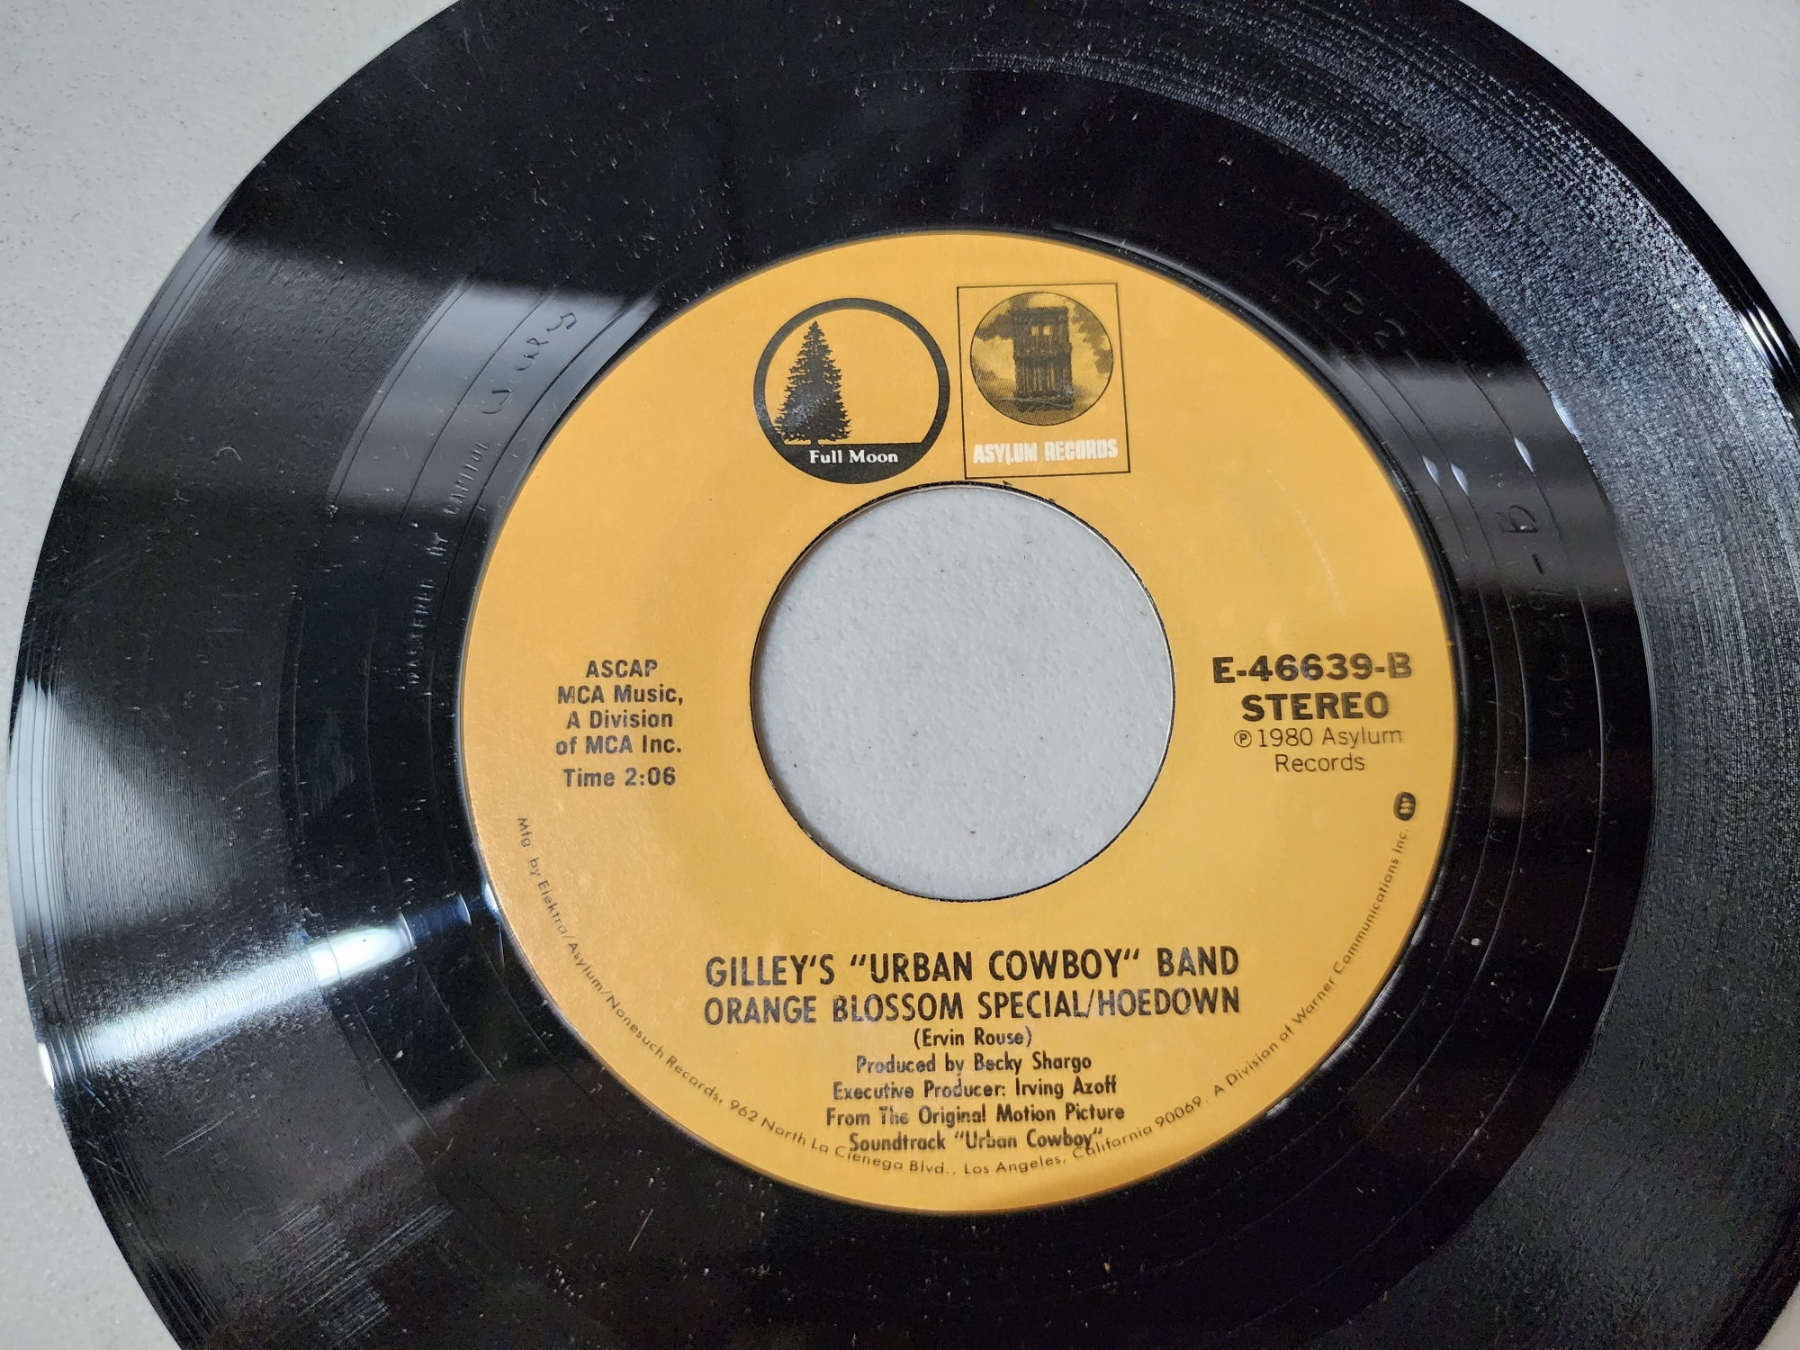 Full Moon
ASYLUM RECORDS
ASCAP
MCA Music,
A Division
of MCA Inc.
Time 2:06
E-46639-B
STEREO
℗ 1980 Asylum
Records
GILLEY'S "URBAN COWBOY" BAND
ORANGE BLOSSOM SPECIAL/HOEDOWN
(Ervin Rouse)
Produced by Becky Shargo
Executive Producer: Irving Azoff
From The Original Motion Picture
Soundtrack "Urban Cowboy"
Mfg. by Elektra/Asylum/Nonesuch Records, 962 North La Cienega Blvd., Los Angeles, California 90069. A Division of Warner Communications Inc.
MASTERED BY CAPITOL